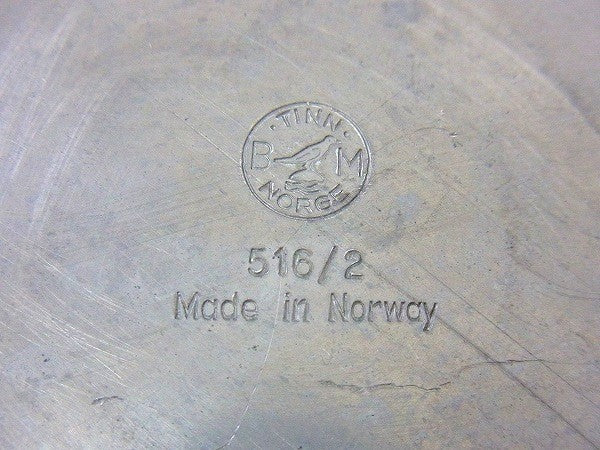 · TINN ·
B M
NORGE
516/2
Made in Norway